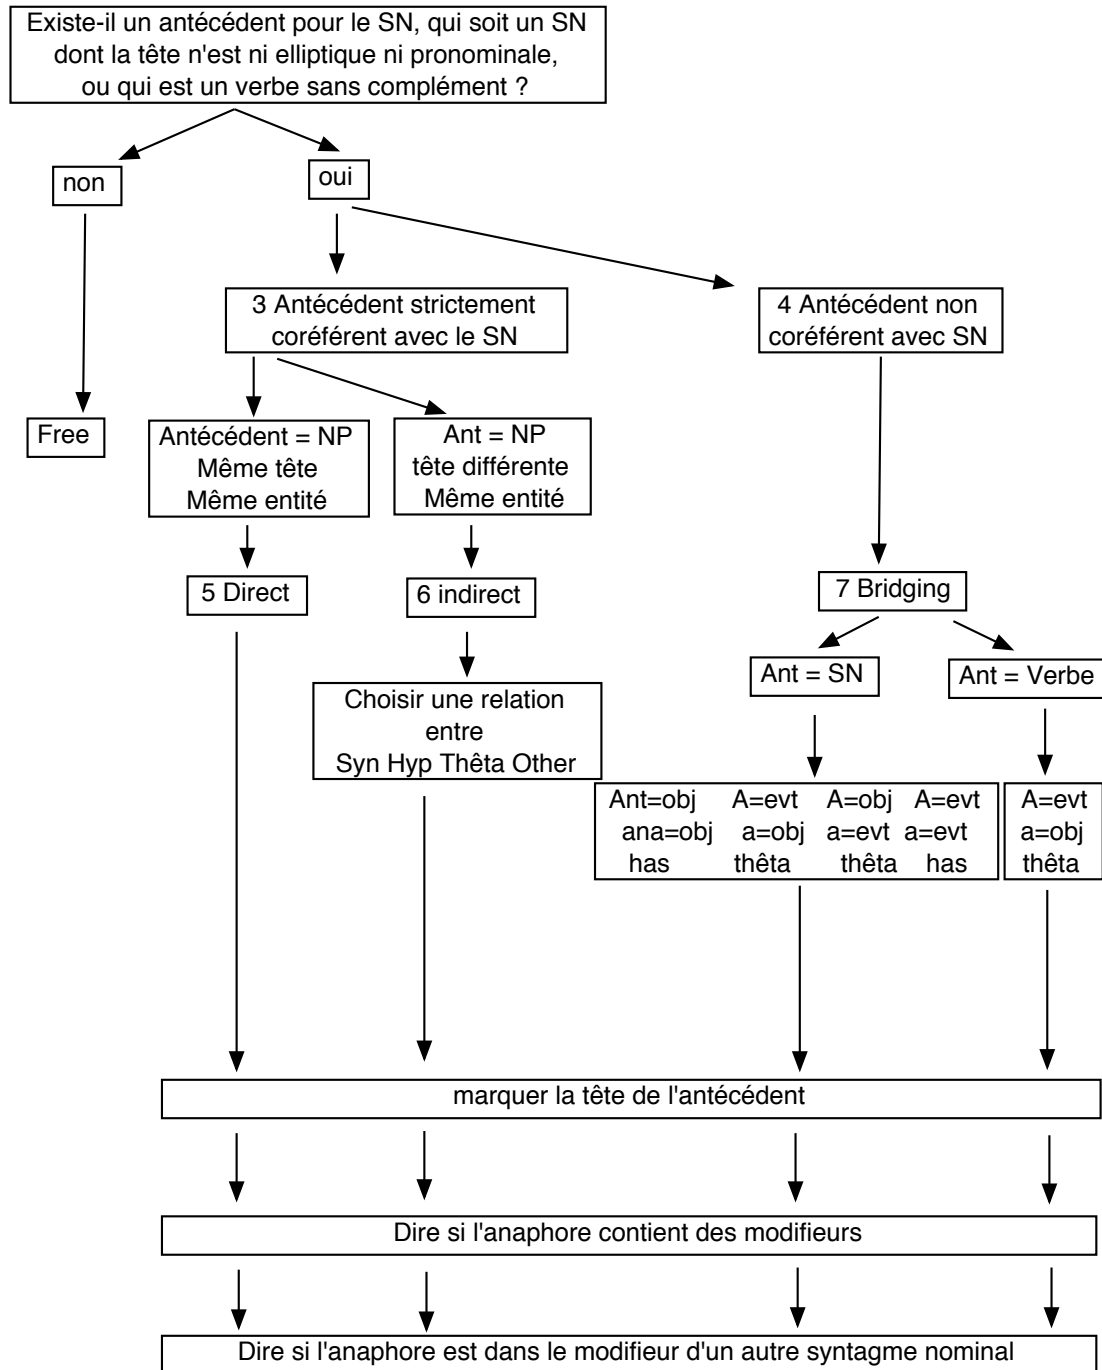 Existe-il un antécédent pour le SN, qui soit un SN
dont la tête n'est ni elliptique ni pronominale,
ou qui est un verbe sans complément ?
non
oui
3 Antécédent strictement
coréférent avec le SN
4 Antécédent non
coréférent avec SN
Free
Antécédent = NP
Même tête
Même entité
Ant = NP
tête différente
Même entité
5 Direct
6 indirect
7 Bridging
Ant = SN
Ant = Verbe
Choisir une relation
entre
Syn Hyp Thêta Other
Ant=obj A=evt A=obj A=evt
ana=obj a=obj a=evt a=evt
has thêta thêta has
A=evt
a=obj
thêta
marquer la tête de l'antécédent
Dire si l'anaphore contient des modifieurs
Dire si l'anaphore est dans le modifieur d'un autre syntagme nominal